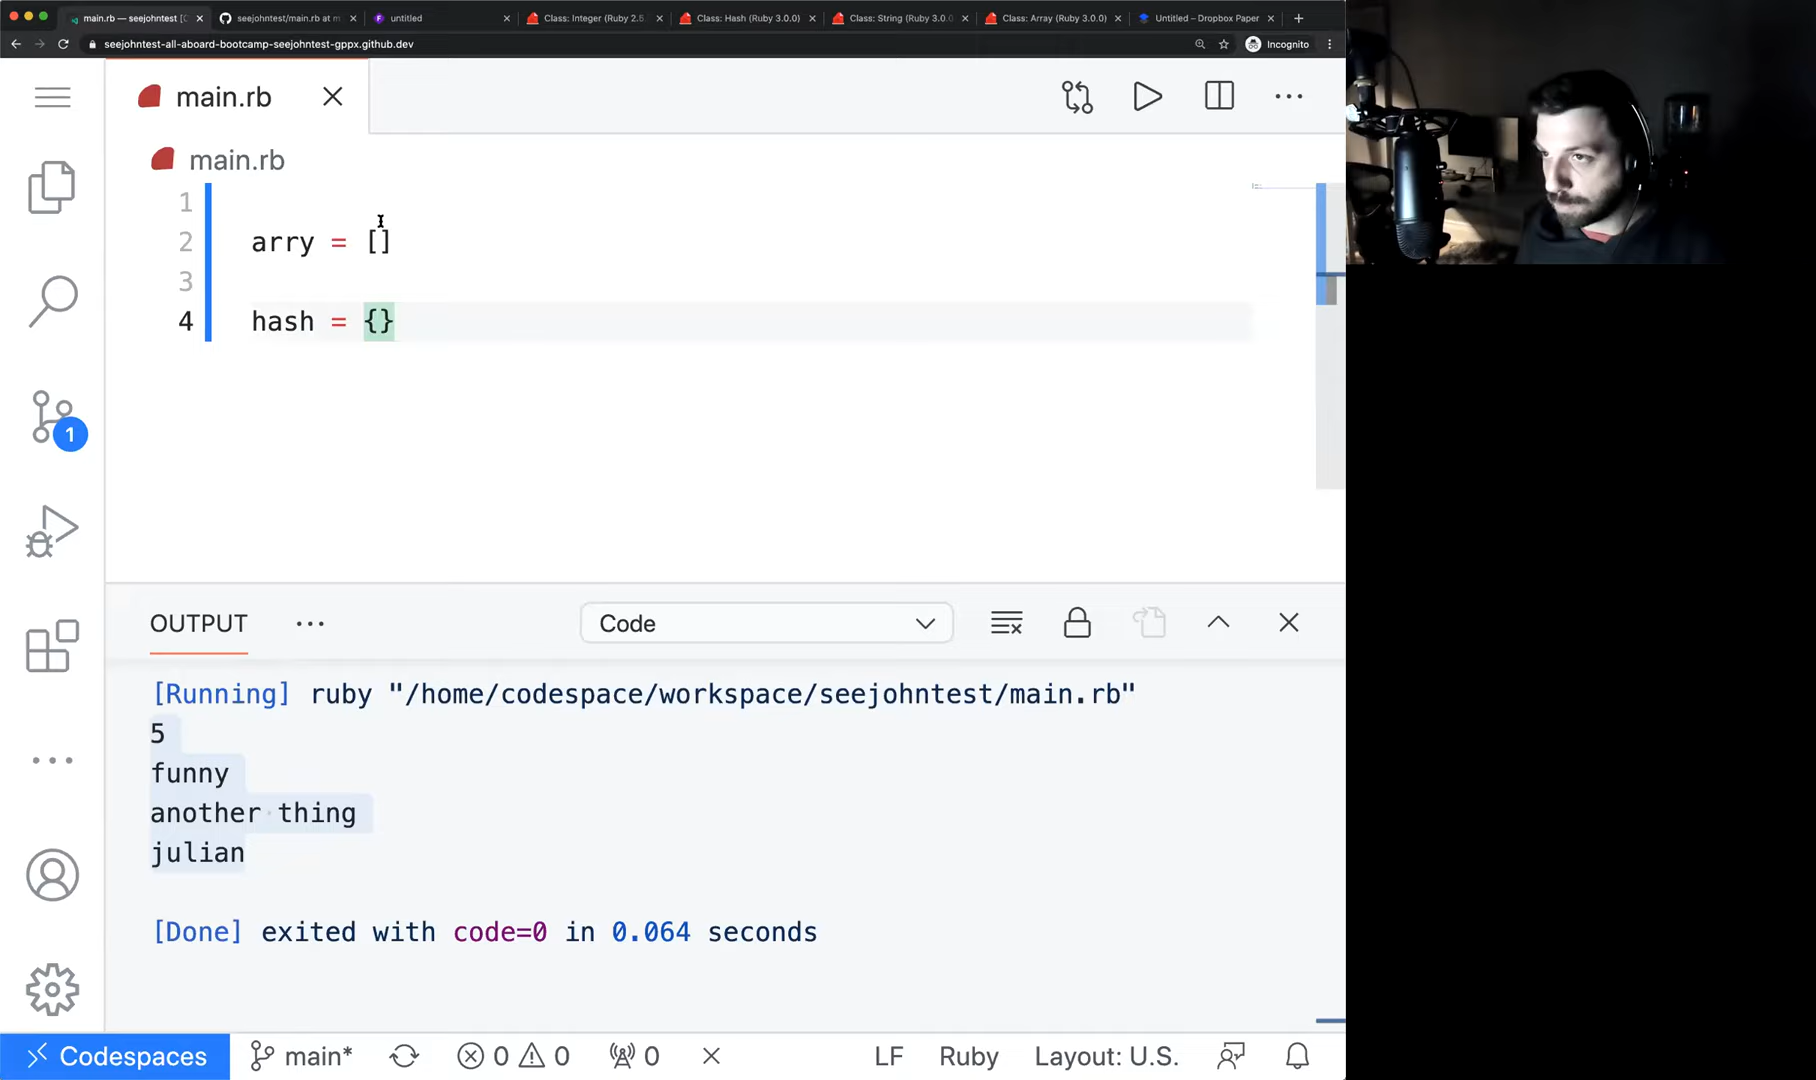 main.rb — seejohntest [C
seejohntest/main.rb at m
untitled
Class: Integer (Ruby 2.6.
Class: Hash (Ruby 3.0.0)
Class: String (Ruby 3.0.0
Class: Array (Ruby 3.0.0)
Untitled – Dropbox Paper
seejohntest-all-aboard-bootcamp-seejohntest-gppx.github.dev
Incognito
main.rb
main.rb
1
2 arry = []
3
4 hash = {}
1
OUTPUT
Code
[Running] ruby "/home/codespace/workspace/seejohntest/main.rb"
5
funny
another thing
julian
[Done] exited with code=0 in 0.064 seconds
Codespaces
main*
0
0
0
LF
Ruby
Layout: U.S.